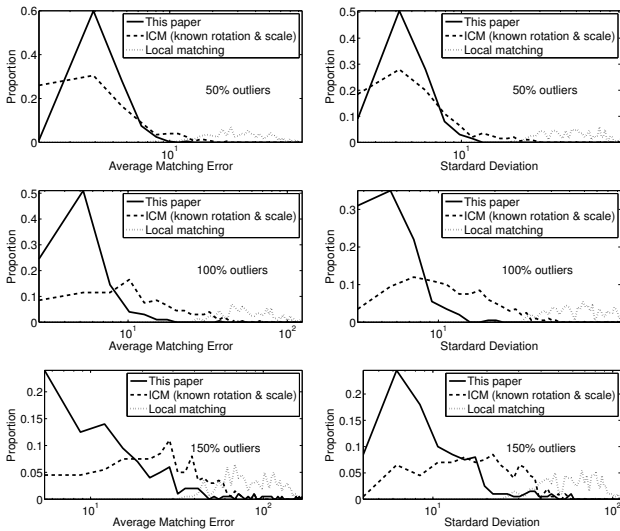 0.6
0.4
0.2
0
Proportion
This paper
ICM (known rotation & scale)
Local matching
50% outliers
10^1
Average Matching Error
0.5
0.4
0.3
0.2
0.1
0
Proportion
This paper
ICM (known rotation & scale)
Local matching
50% outliers
10^1
Stardard Deviation
0.5
0.4
0.3
0.2
0.1
0
Proportion
This paper
ICM (known rotation & scale)
Local matching
100% outliers
10^1
10^2
Average Matching Error
0.3
0.2
0.1
0
Proportion
This paper
ICM (known rotation & scale)
Local matching
100% outliers
10^1
Stardard Deviation
0.2
0.15
0.1
0.05
0
Proportion
This paper
ICM (known rotation & scale)
Local matching
150% outliers
10^1
10^2
Average Matching Error
0.2
0.15
0.1
0.05
0
Proportion
This paper
ICM (known rotation & scale)
Local matching
150% outliers
10^1
10^2
Stardard Deviation